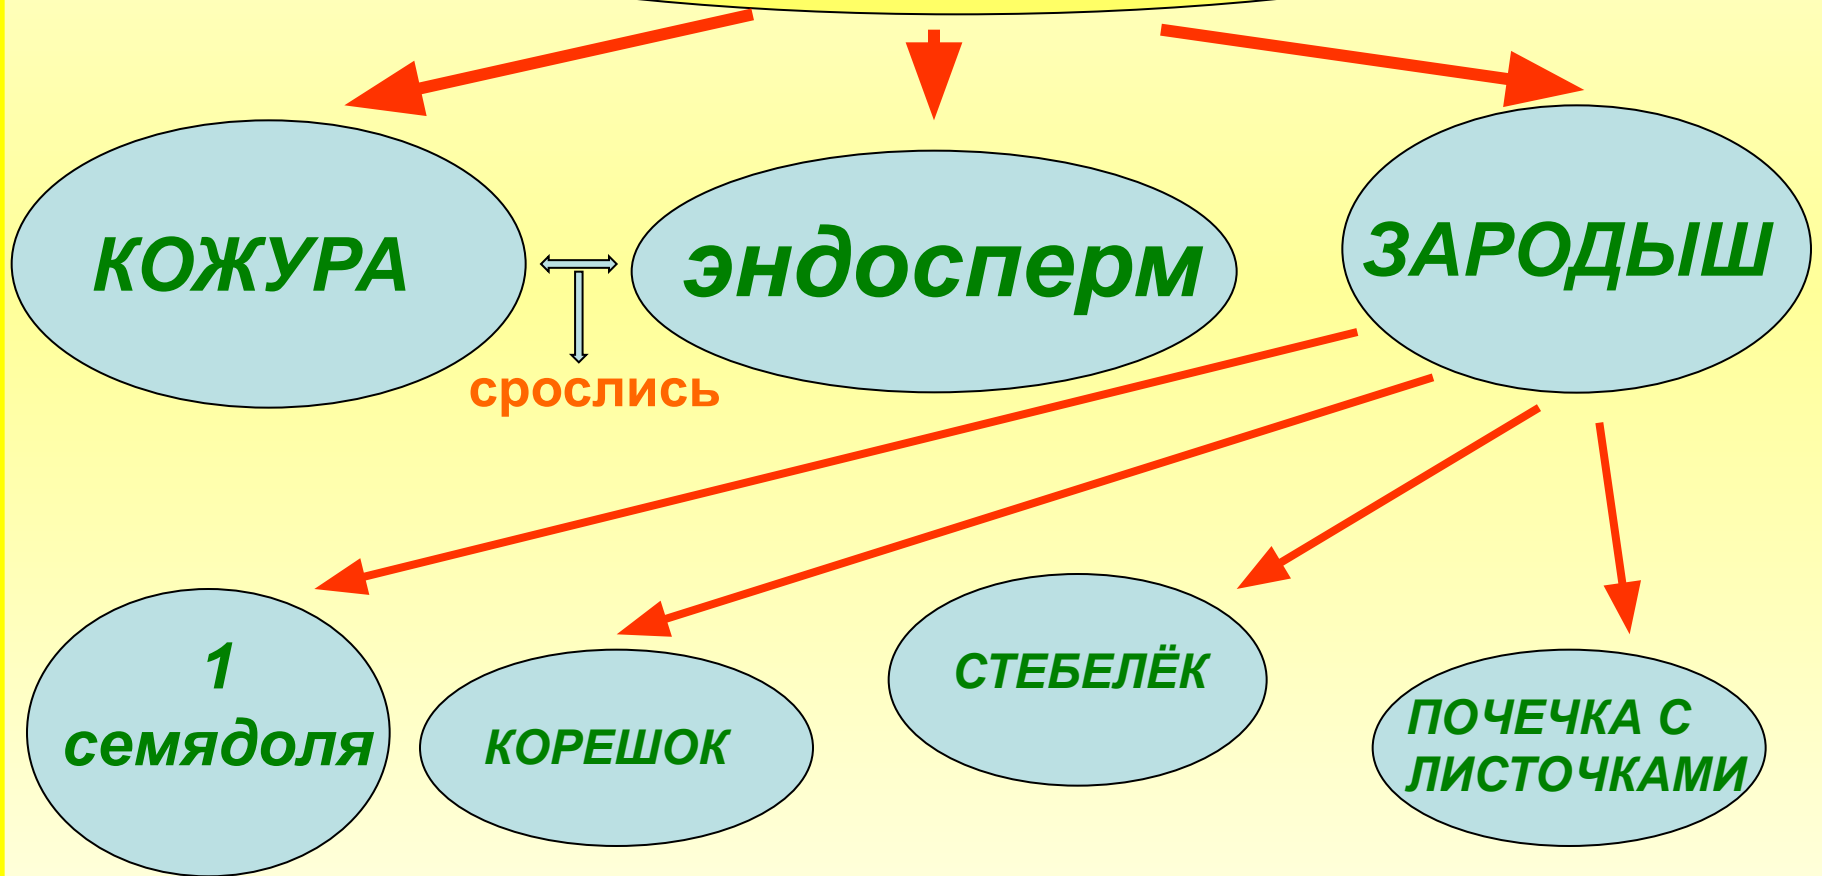 КОЖУРА
эндосперм
ЗАРОДЫШ
срослись
1
семядоля
КОРЕШОК
СТЕБЕЛЁК
ПОЧЕЧКА С
ЛИСТОЧКАМИ